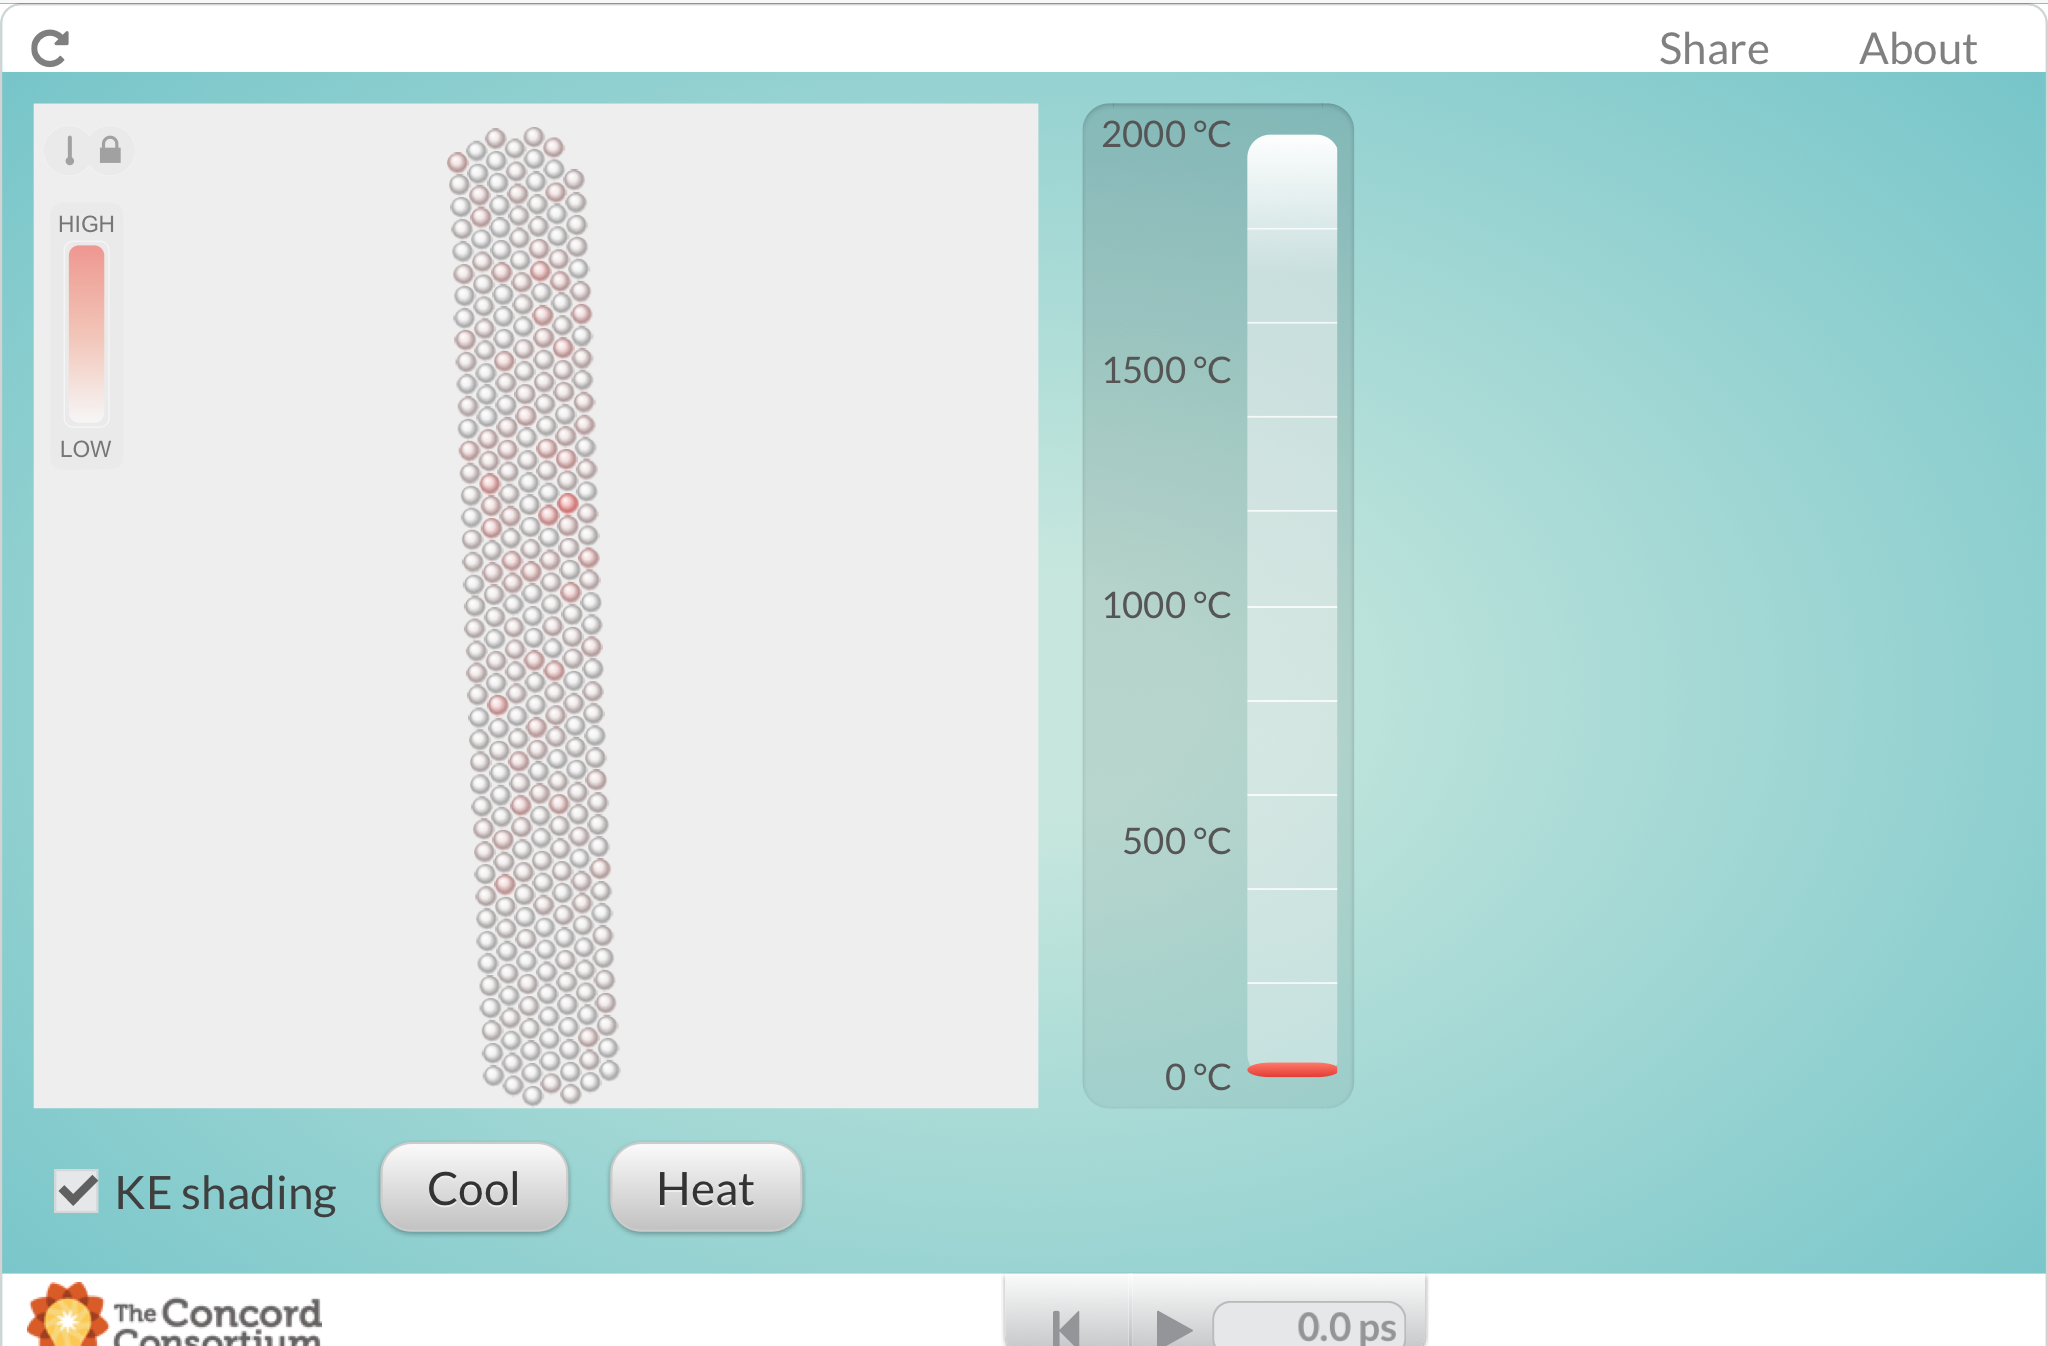 Share About
HIGH
LOW
2000 °C
1500 °C
1000 °C
500 °C
0 °C
KE shading
Cool
Heat
The Concord
Consortium
0.0 ps